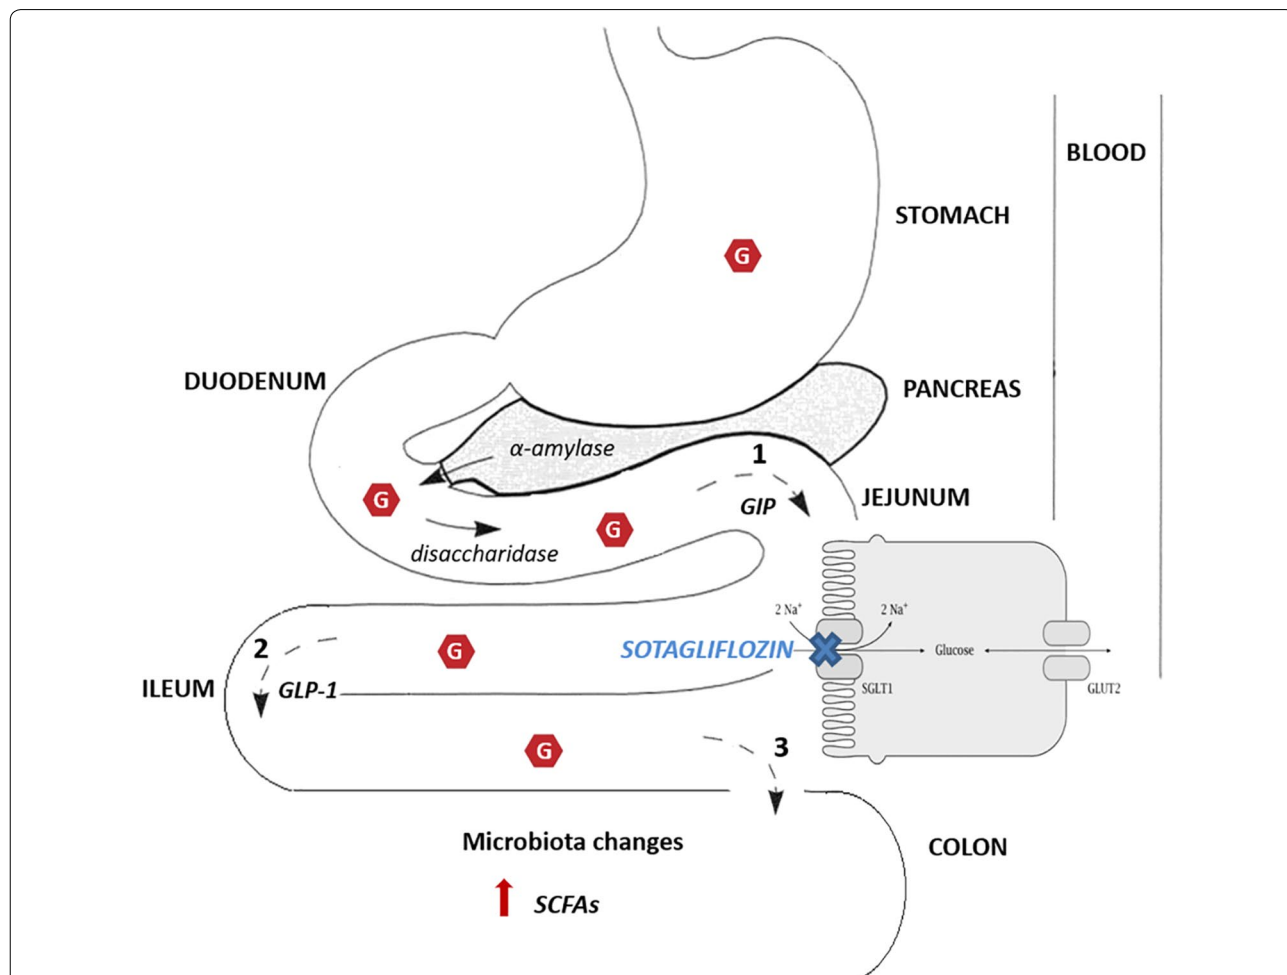 BLOOD
STOMACH
G
DUODENUM
PANCREAS
α-amylase
1
G
JEJUNUM
GIP
G
disaccharidase
2 Na⁺
2 Na⁺
2
G
SOTAGLIFLOZIN
Glucose
ILEUM
GLP-1
SGLT1
GLUT2
G
3
Microbiota changes
COLON
SCFAs